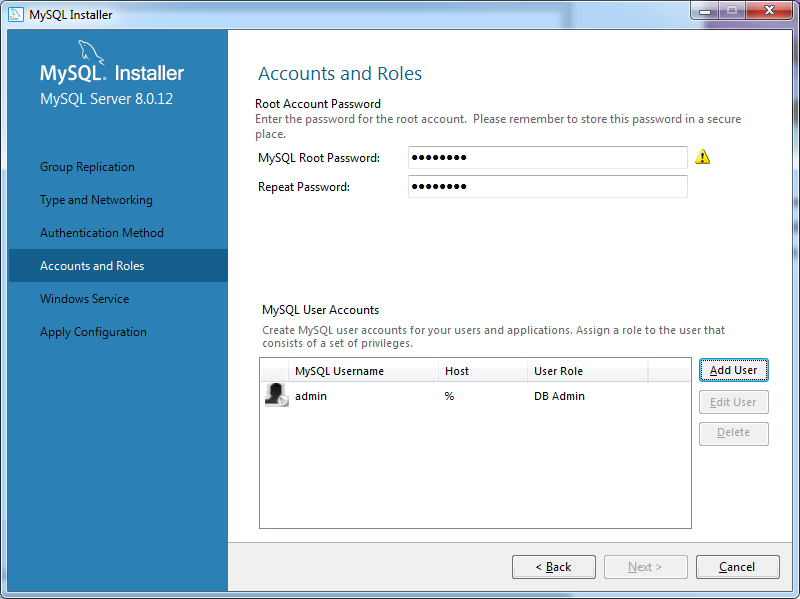 MySQL Installer
MySQL. Installer
MySQL Server 8.0.12
Group Replication
Type and Networking
Authentication Method
Accounts and Roles
Windows Service
Apply Configuration
Accounts and Roles
Root Account Password
Enter the password for the root account.  Please remember to store this password in a secure
place.
MySQL Root Password: ●●●●●●●●
Repeat Password: ●●●●●●●●
MySQL User Accounts
Create MySQL user accounts for your users and applications. Assign a role to the user that
consists of a set of privileges.
MySQL Username Host User Role
admin % DB Admin
Add User
Edit User
Delete
< Back Next > Cancel